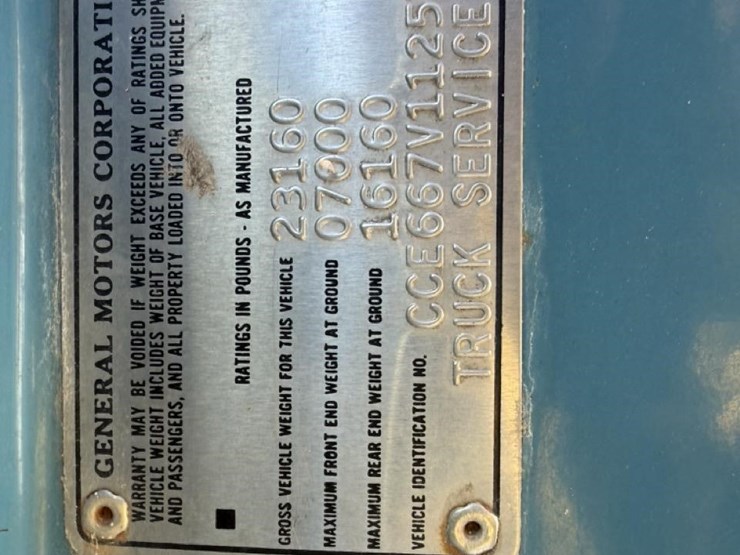 GENERAL MOTORS CORPORATI
WARRANTY MAY BE VOIDED IF WEIGHT EXCEEDS ANY OF RATINGS SH
VEHICLE WEIGHT INCLUDES WEIGHT OF BASE VEHICLE, ALL ADDED EQUIPM
AND PASSENGERS, AND ALL PROPERTY LOADED INTO OR ONTO VEHICLE.
RATINGS IN POUNDS - AS MANUFACTURED
GROSS VEHICLE WEIGHT FOR THIS VEHICLE 23160
MAXIMUM FRONT END WEIGHT AT GROUND 07000
MAXIMUM REAR END WEIGHT AT GROUND 16160
VEHICLE IDENTIFICATION NO. CCE667V1125
TRUCK SERVICE